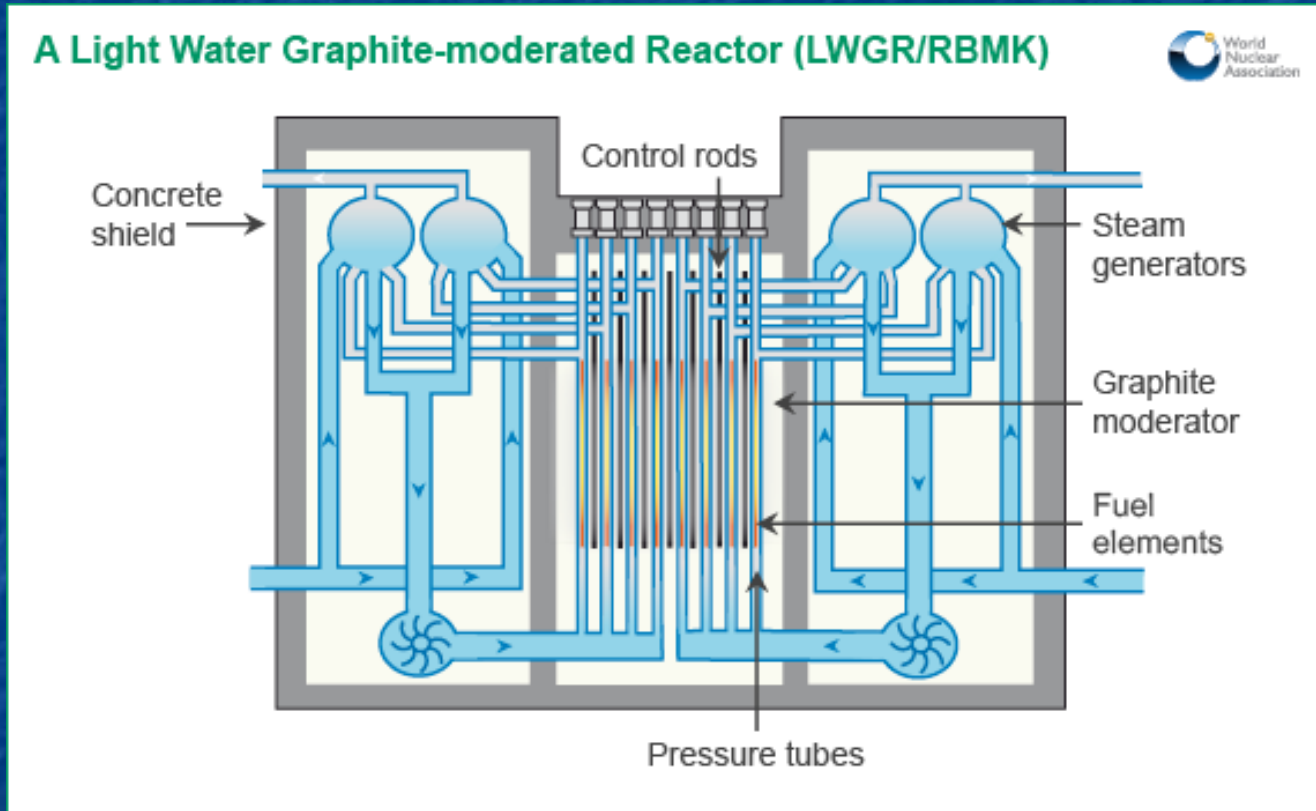 A Light Water Graphite-moderated Reactor (LWGR/RBMK)
World
Nuclear
Association
Control rods
Concrete
shield
Steam
generators
Graphite
moderator
Fuel
elements
Pressure tubes